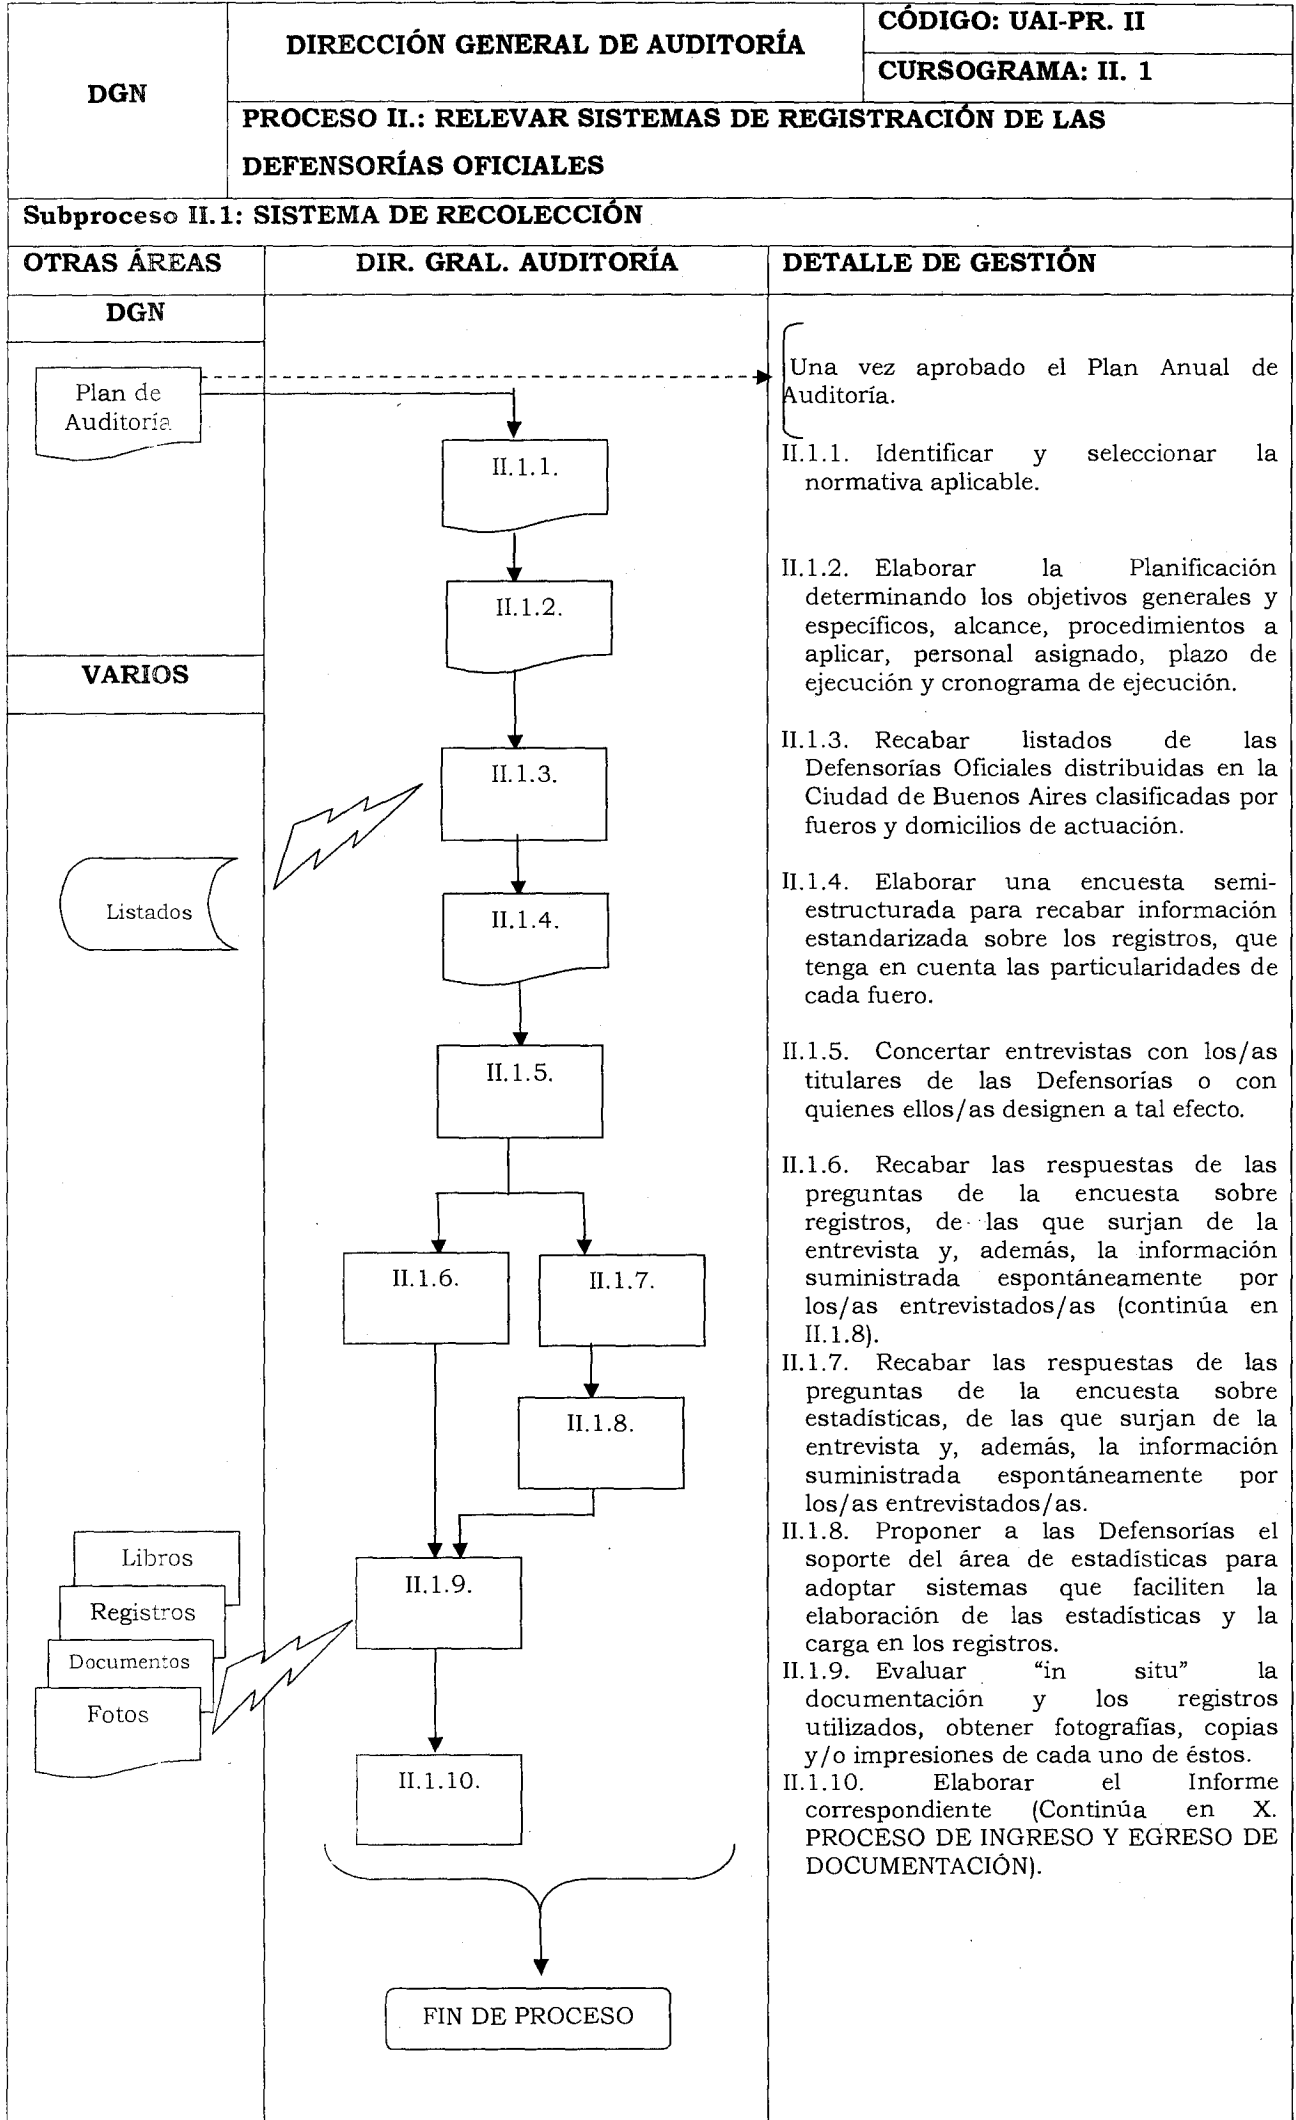 DGN
DIRECCIÓN GENERAL DE AUDITORÍA
CÓDIGO: UAI-PR. II
CURSOGRAMA: II. 1
PROCESO II.: RELEVAR SISTEMAS DE REGISTRACIÓN DE LAS
DEFENSORÍAS OFICIALES
Subproceso II.1: SISTEMA DE RECOLECCIÓN
OTRAS ÁREAS
DIR. GRAL. AUDITORÍA
DETALLE DE GESTIÓN
DGN
Plan de
Auditoría
VARIOS
Listados
Libros
Registros
Documentos
Fotos
II.1.1.
II.1.2.
II.1.3.
II.1.4.
II.1.5.
II.1.6.
II.1.7.
II.1.8.
II.1.9.
II.1.10.
FIN DE PROCESO
Una vez aprobado el Plan Anual de
Auditoría.
II.1.1. Identificar y seleccionar la
normativa aplicable.
II.1.2. Elaborar la Planificación
determinando los objetivos generales y
específicos, alcance, procedimientos a
aplicar, personal asignado, plazo de
ejecución y cronograma de ejecución.
II.1.3. Recabar listados de las
Defensorías Oficiales distribuidas en la
Ciudad de Buenos Aires clasificadas por
fueros y domicilios de actuación.
II.1.4. Elaborar una encuesta semi-
estructurada para recabar información
estandarizada sobre los registros, que
tenga en cuenta las particularidades de
cada fuero.
II.1.5. Concertar entrevistas con los/as
titulares de las Defensorías o con
quienes ellos/as designen a tal efecto.
II.1.6. Recabar las respuestas de las
preguntas de la encuesta sobre
registros, de las que surjan de la
entrevista y, además, la información
suministrada espontáneamente por
los/as entrevistados/as (continúa en
II.1.8).
II.1.7. Recabar las respuestas de las
preguntas de la encuesta sobre
estadísticas, de las que surjan de la
entrevista y, además, la información
suministrada espontáneamente por
los/as entrevistados/as.
II.1.8. Proponer a las Defensorías el
soporte del área de estadísticas para
adoptar sistemas que faciliten la
elaboración de las estadísticas y la
carga en los registros.
II.1.9. Evaluar “in situ” la
documentación y los registros
utilizados, obtener fotografías, copias
y/o impresiones de cada uno de éstos.
II.1.10. Elaborar el Informe
correspondiente (Continúa en X.
PROCESO DE INGRESO Y EGRESO DE
DOCUMENTACIÓN).